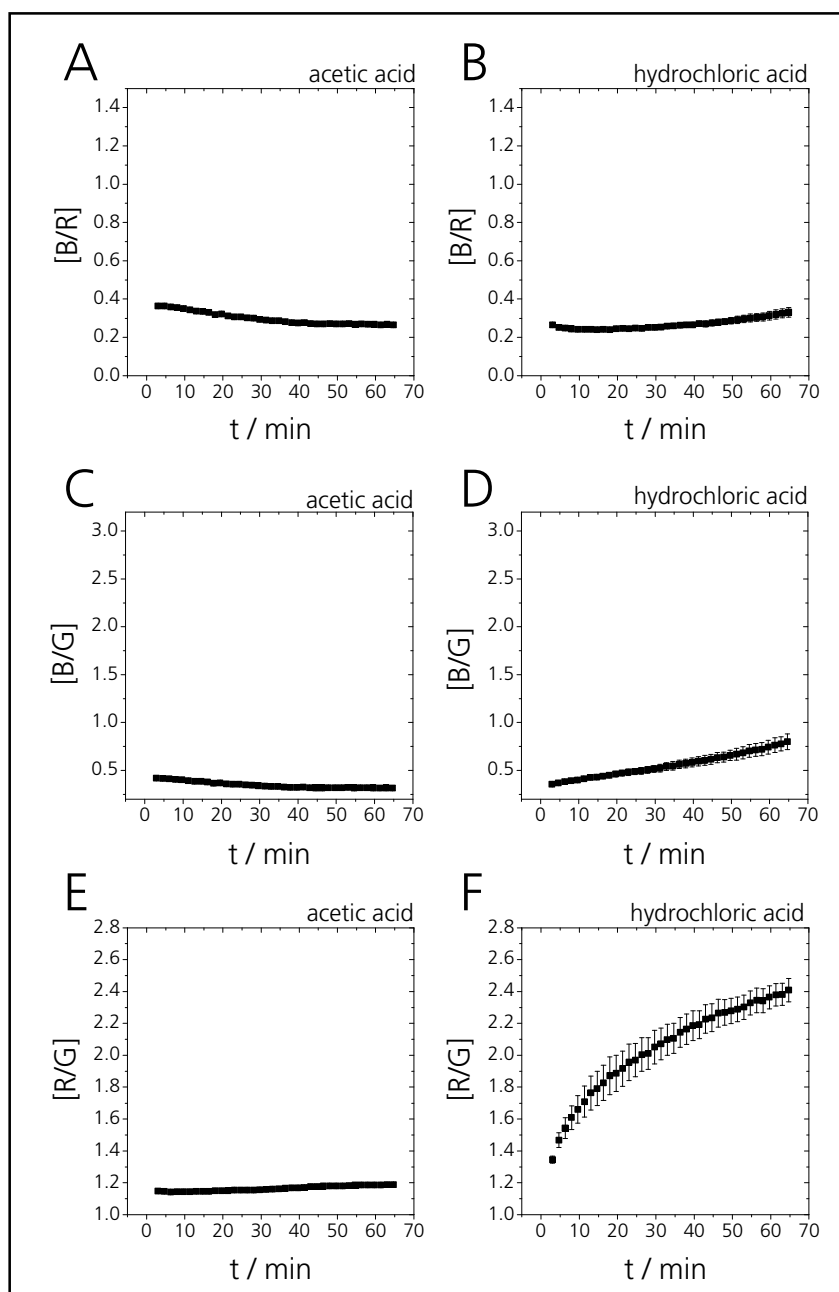 A acetic acid
B hydrochloric acid
1.4
1.2
1.0
0.8
0.6
0.4
0.2
0.0
[B/R]
0 10 20 30 40 50 60 70
t / min
1.4
1.2
1.0
0.8
0.6
0.4
0.2
0.0
[B/R]
0 10 20 30 40 50 60 70
t / min
C acetic acid
D hydrochloric acid
3.0
2.5
2.0
1.5
1.0
0.5
[B/G]
0 10 20 30 40 50 60 70
t / min
3.0
2.5
2.0
1.5
1.0
0.5
[B/G]
0 10 20 30 40 50 60 70
t / min
E acetic acid
F hydrochloric acid
2.8
2.6
2.4
2.2
2.0
1.8
1.6
1.4
1.2
1.0
[R/G]
0 10 20 30 40 50 60 70
t / min
2.8
2.6
2.4
2.2
2.0
1.8
1.6
1.4
1.2
1.0
[R/G]
0 10 20 30 40 50 60 70
t / min